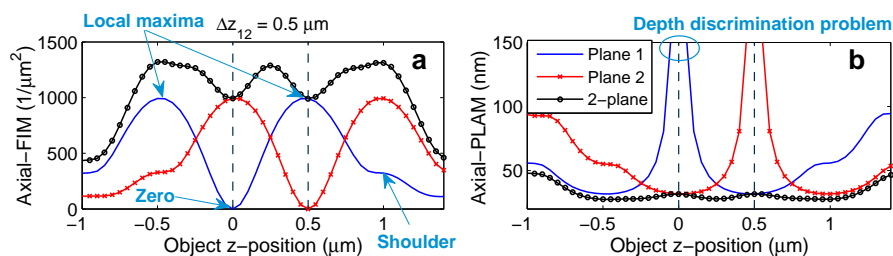 Local maxima
Δz12 = 0.5 μm
Depth discrimination problem
1500
1000
500
0
Axial-FIM (1/μm²)
a
Zero
Shoulder
−1 −0.5 0 0.5 1
Object z−position (μm)
150
100
50
Axial−PLAM (nm)
Plane 1
Plane 2
2−plane
b
−1 −0.5 0 0.5 1
Object z−position (μm)